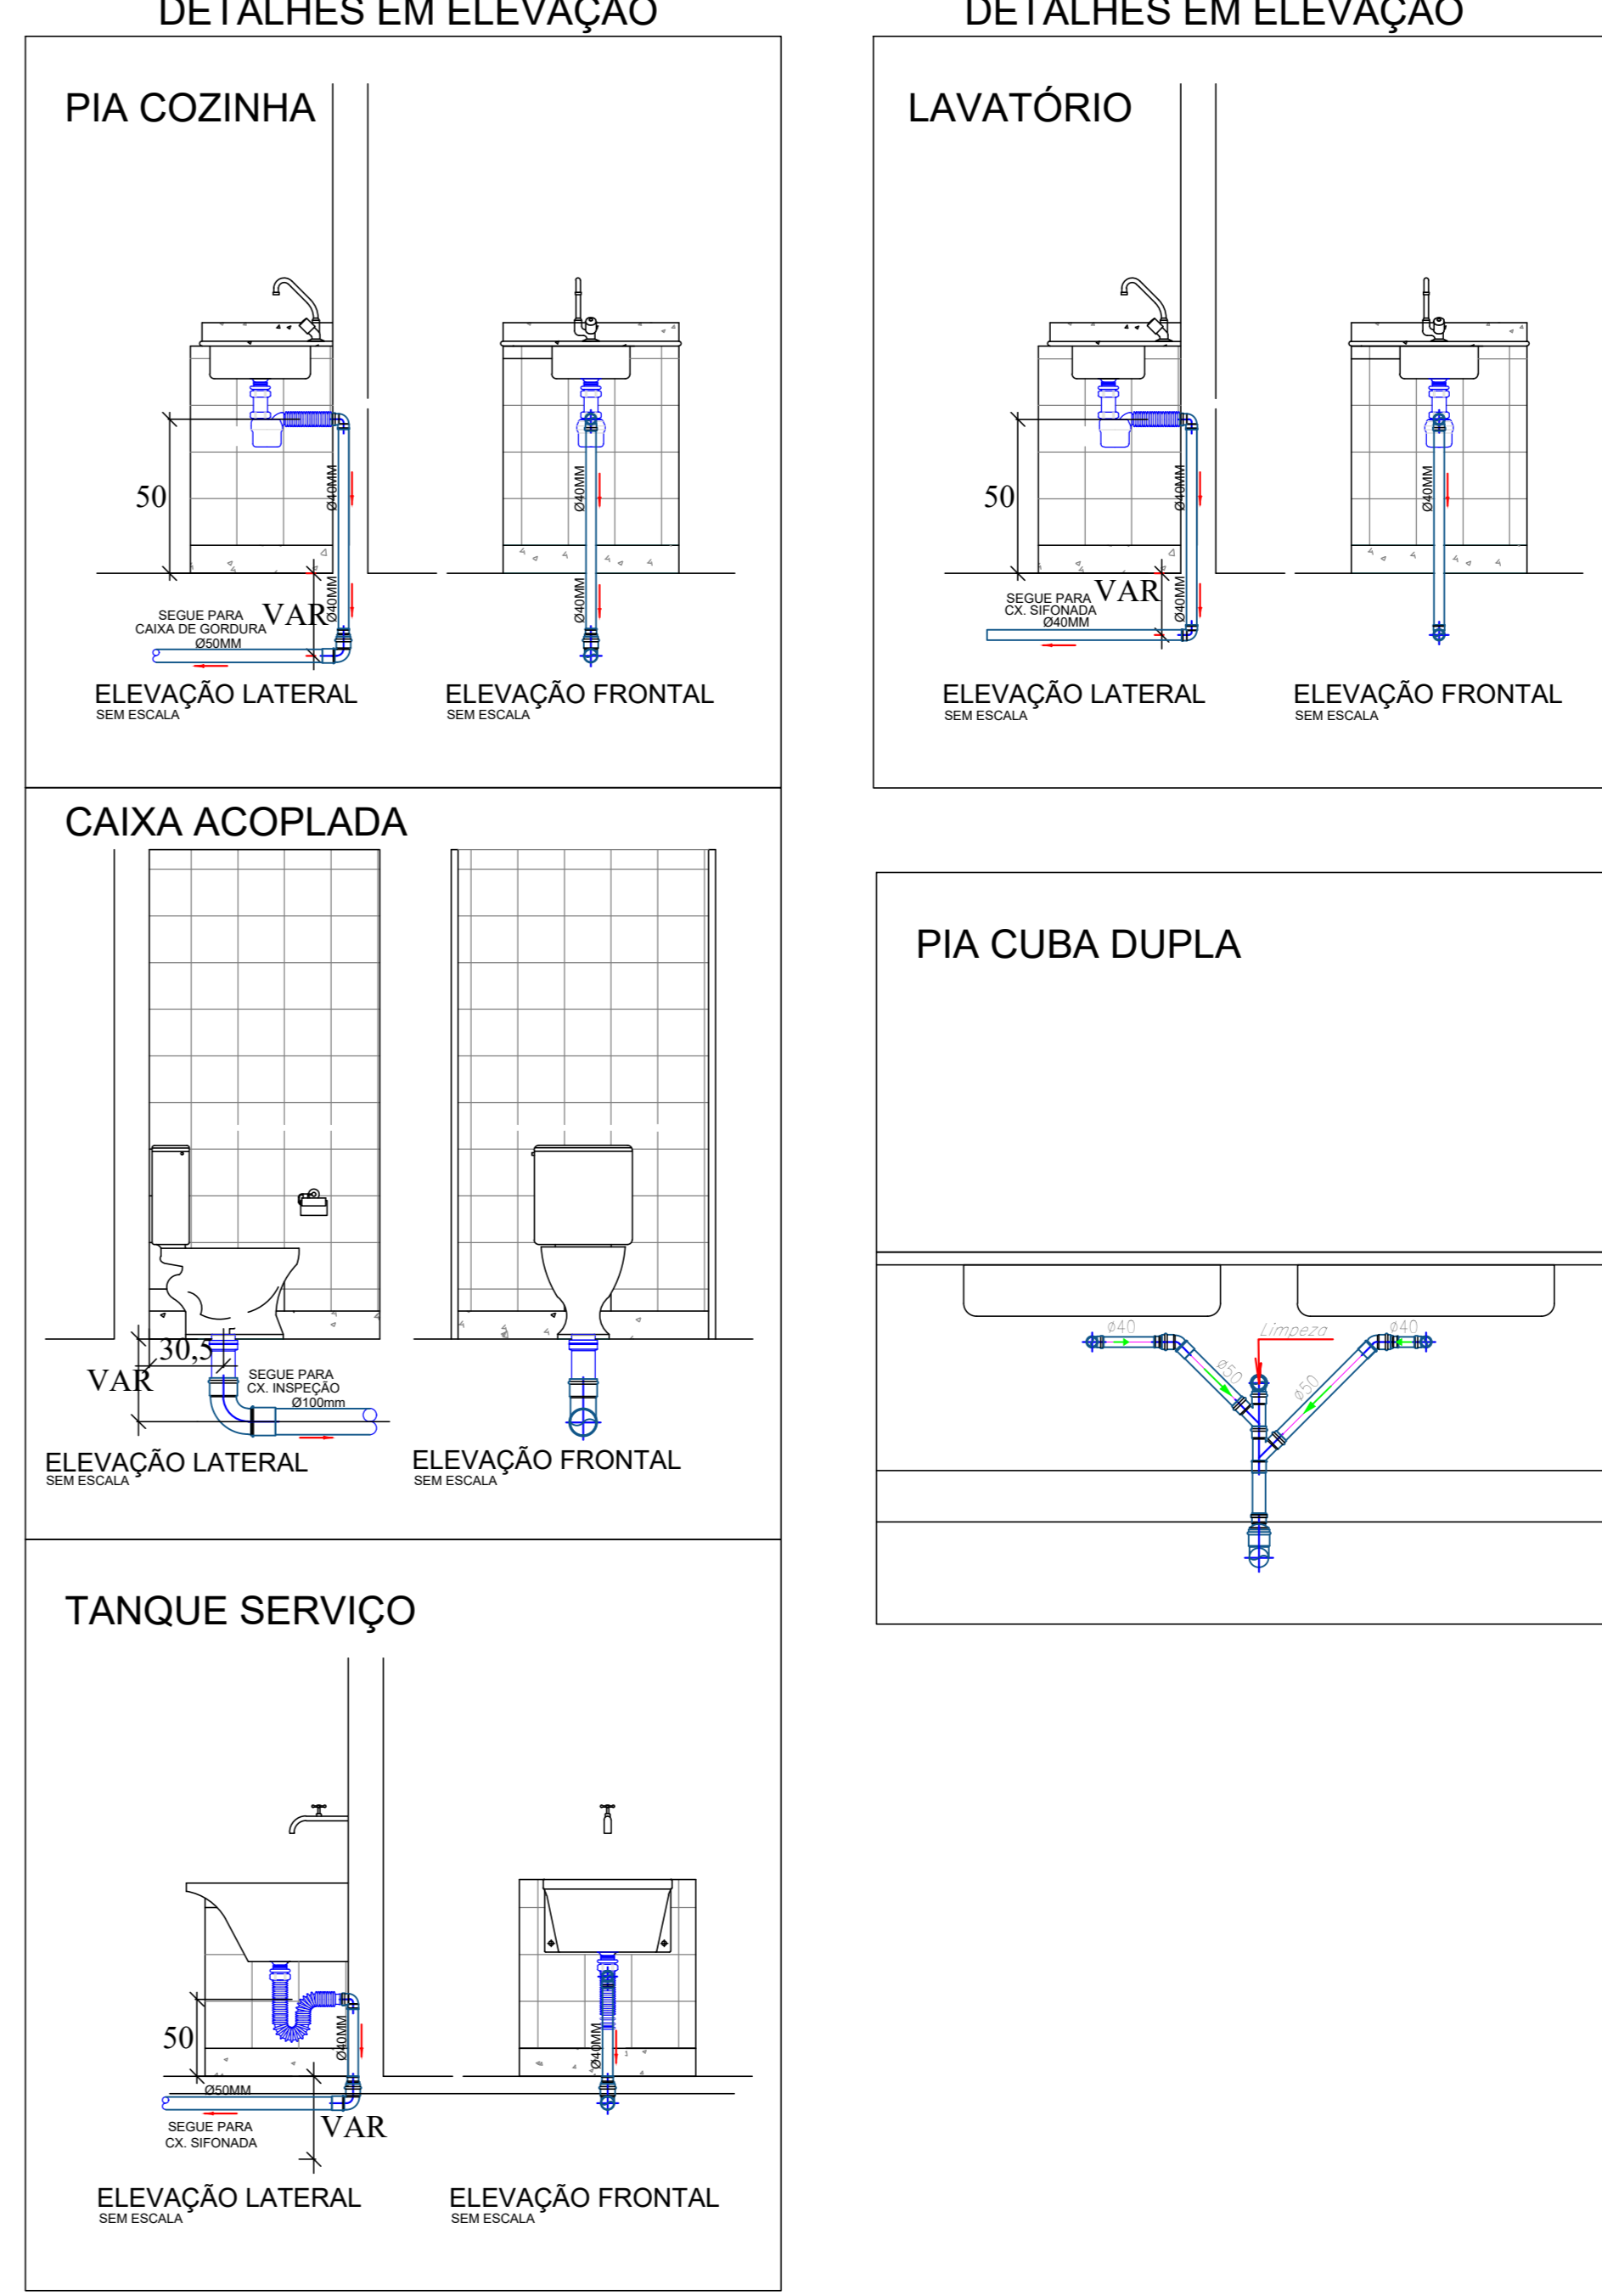 DETALHES EM ELEVAÇÃO
PIA COZINHA
50
Ø40MM
Ø40MM
VAR
SEGUE PARA
CAIXA DE GORDURA
Ø50MM
ELEVAÇÃO LATERAL
SEM ESCALA
Ø40MM
Ø40MM
ELEVAÇÃO FRONTAL
SEM ESCALA
CAIXA ACOPLADA
30,5
VAR
SEGUE PARA
CX. INSPEÇÃO
Ø100mm
ELEVAÇÃO LATERAL
SEM ESCALA
ELEVAÇÃO FRONTAL
SEM ESCALA
TANQUE SERVIÇO
50
Ø40MM
Ø50MM
SEGUE PARA
CX. SIFONADA
VAR
ELEVAÇÃO LATERAL
SEM ESCALA
Ø40MM
ELEVAÇÃO FRONTAL
SEM ESCALA
DETALHES EM ELEVAÇÃO
LAVATÓRIO
50
Ø40MM
Ø40MM
VAR
SEGUE PARA
CX. SIFONADA
Ø40MM
ELEVAÇÃO LATERAL
SEM ESCALA
Ø40MM
ELEVAÇÃO FRONTAL
SEM ESCALA
PIA CUBA DUPLA
ø40
Limpeza
ø40
ø50
ø50